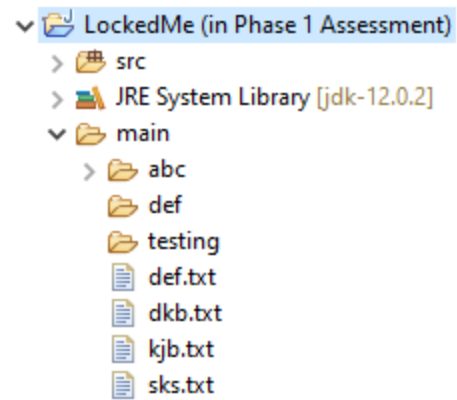 LockedMe (in Phase 1 Assessment)
src
JRE System Library [jdk-12.0.2]
main
abc
def
testing
def.txt
dkb.txt
kjb.txt
sks.txt